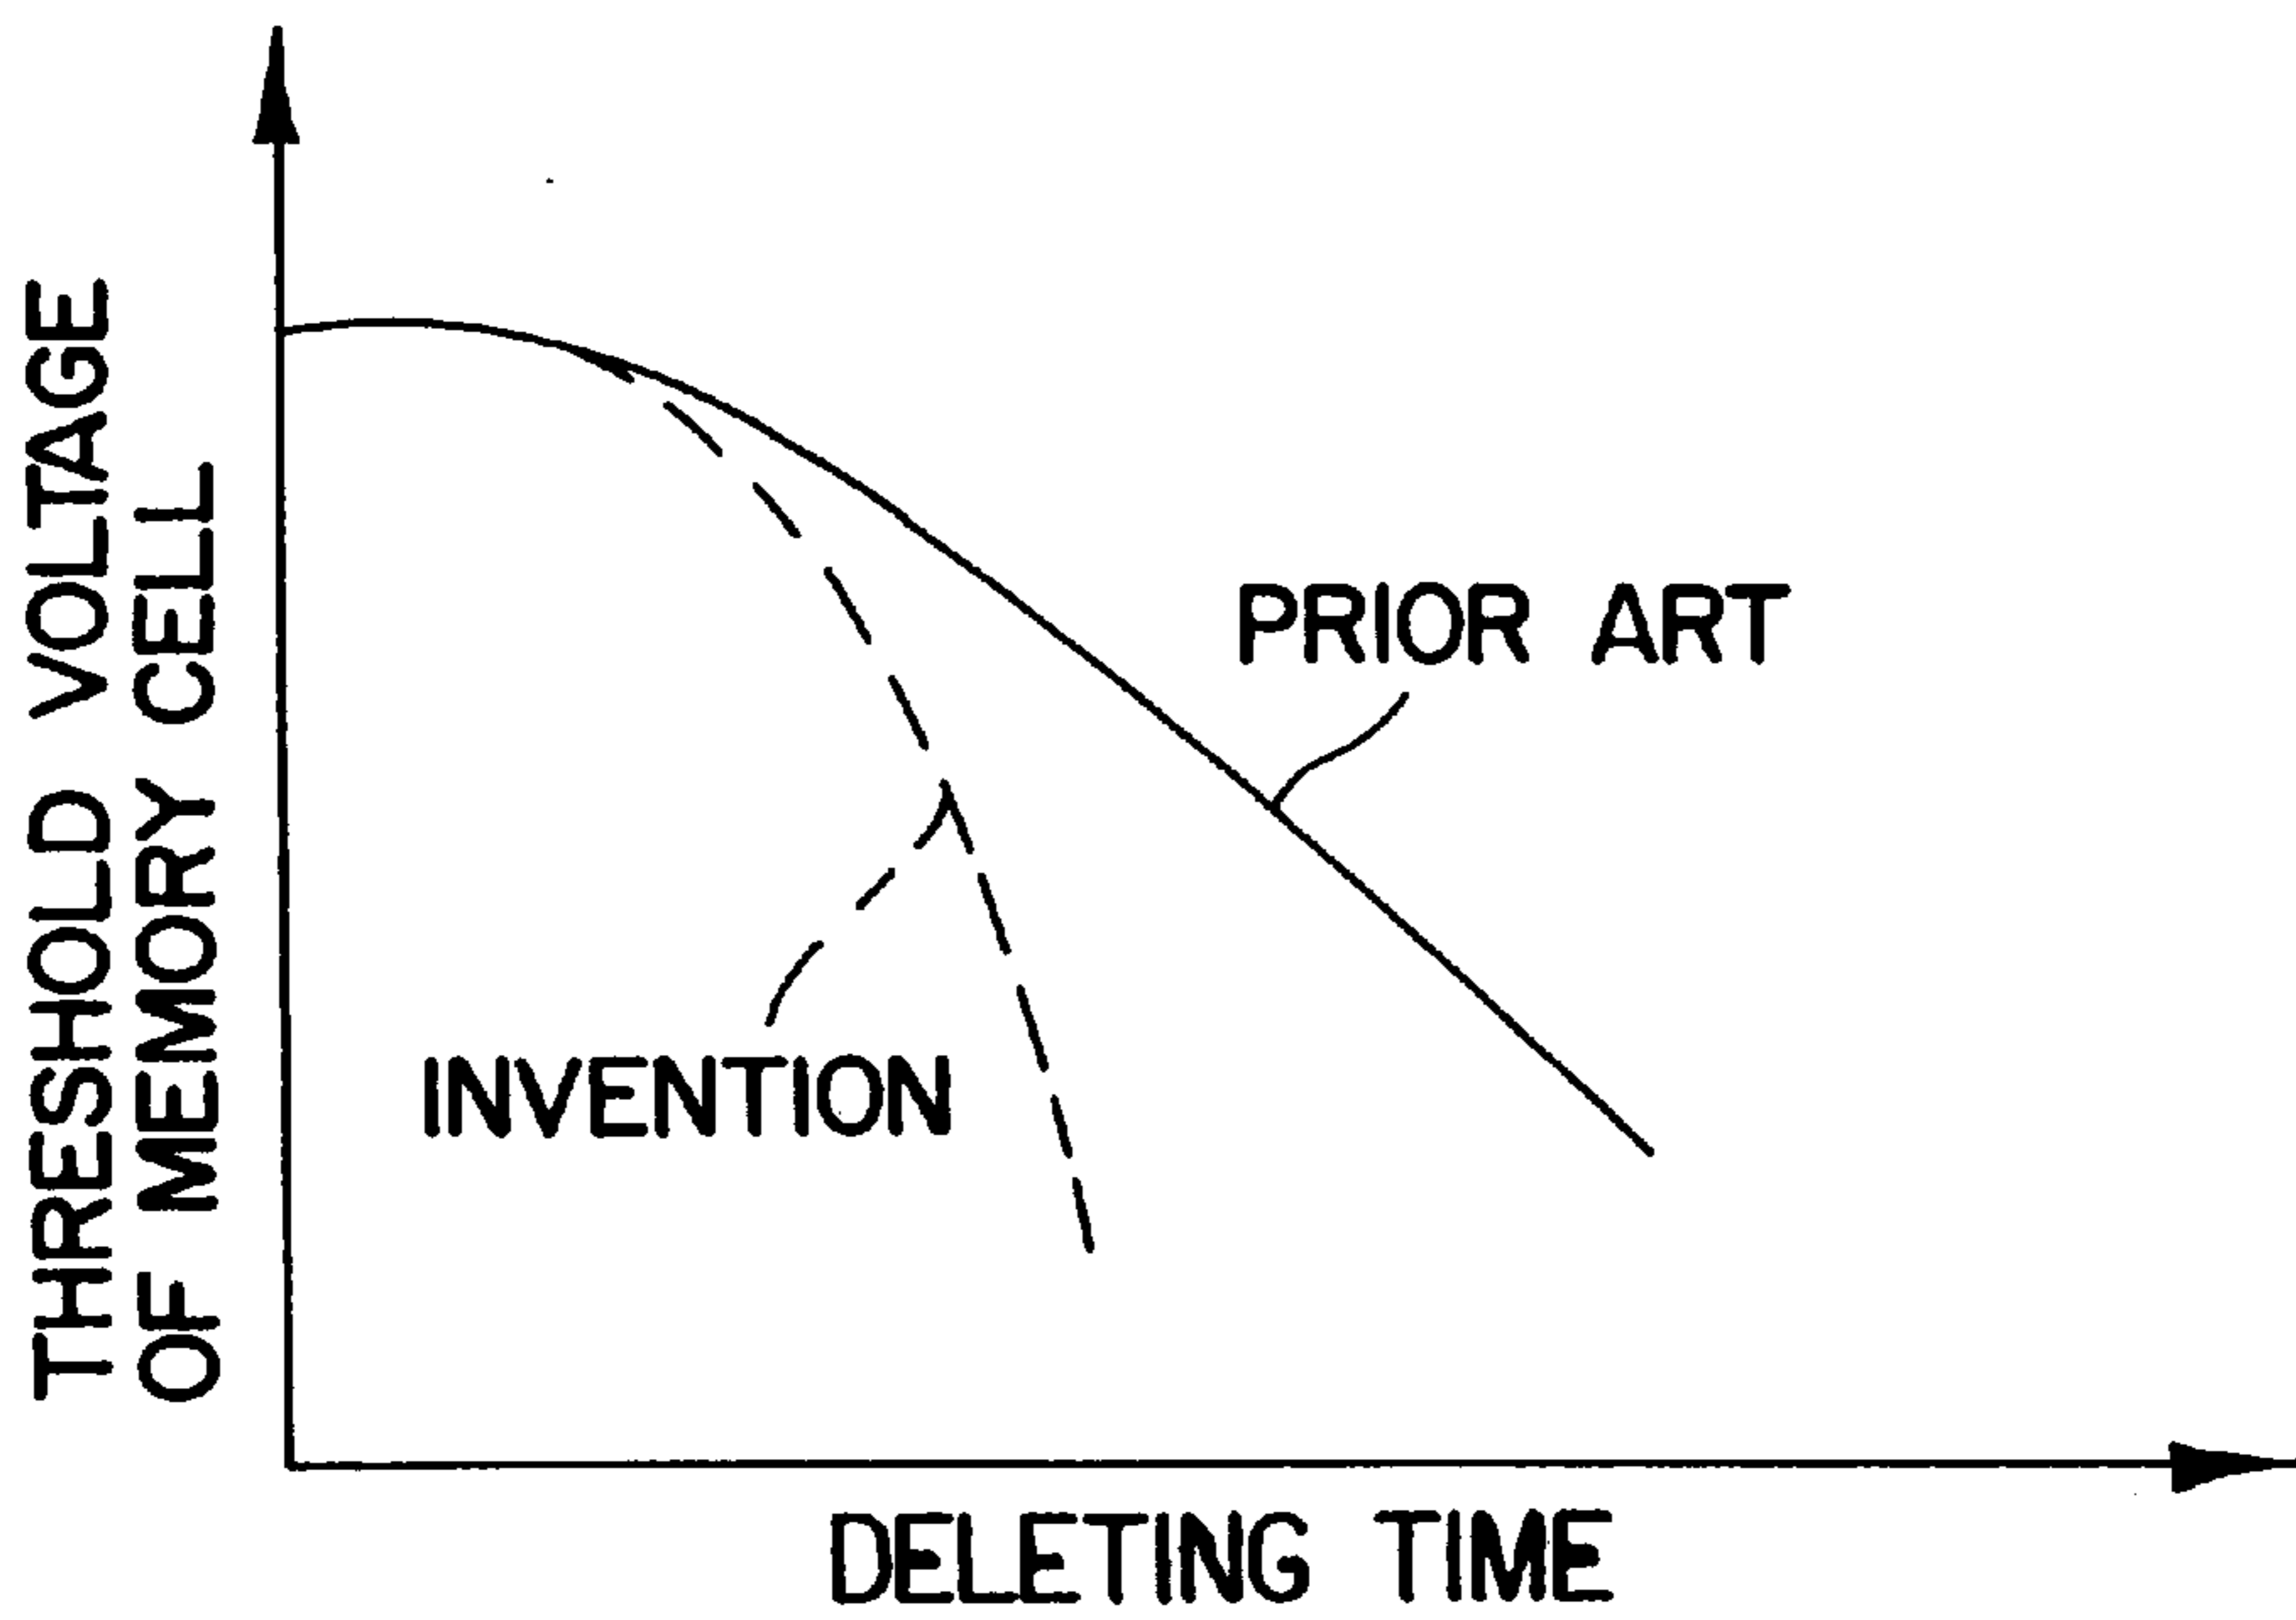 THRESHOLD VOLTAGE
OF MEMORY CELL
PRIOR ART
INVENTION
DELETING TIME